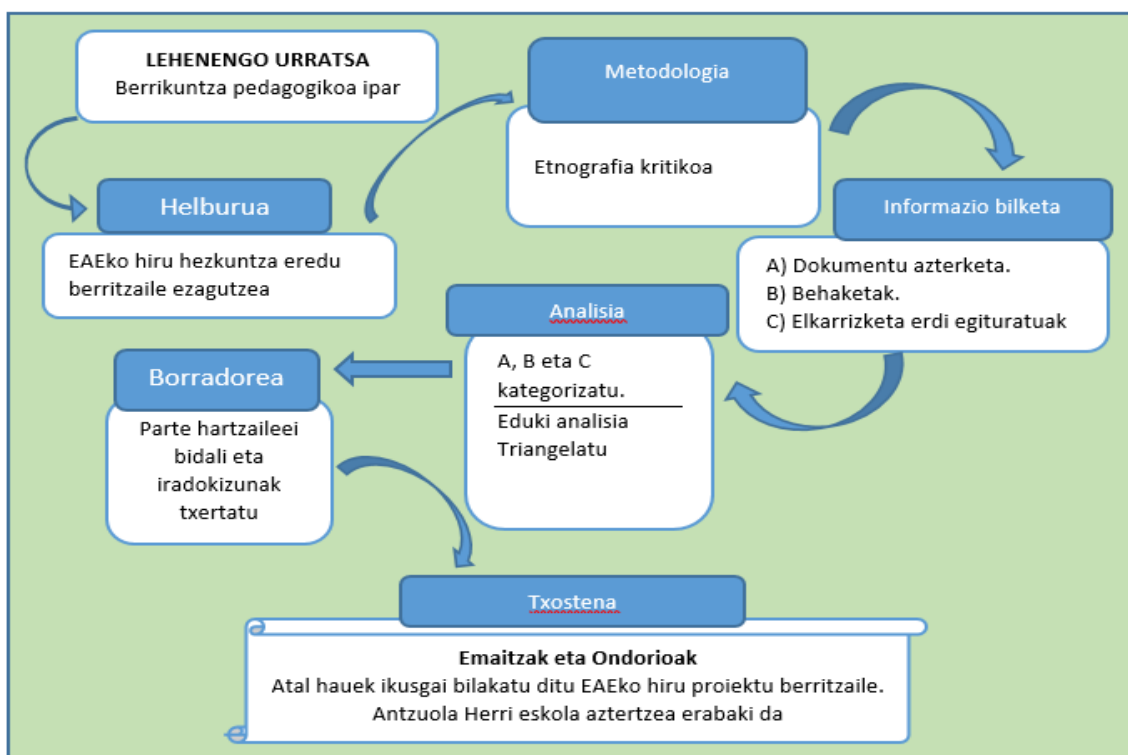 LEHENENGO URRATSA
Berrikuntza pedagogikoa ipar
Helburua
EAEko hiru hezkuntza eredu
berritzaile ezagutzea
Metodologia
Etnografia kritikoa
Informazio bilketa
A) Dokumentu azterketa.
B) Behaketak.
C) Elkarrizketa erdi egituratuak
Analisia
A, B eta C
kategorizatu.
Eduki analisia
Triangelatu
Borradorea
Parte hartzaileei
bidali eta
iradokizunak
txertatu
Txostena
Emaitzak eta Ondorioak
Atal hauek ikusgai bilakatu ditu EAEko hiru proiektu berritzaile.
Antzuola Herri eskola aztertzea erabaki da